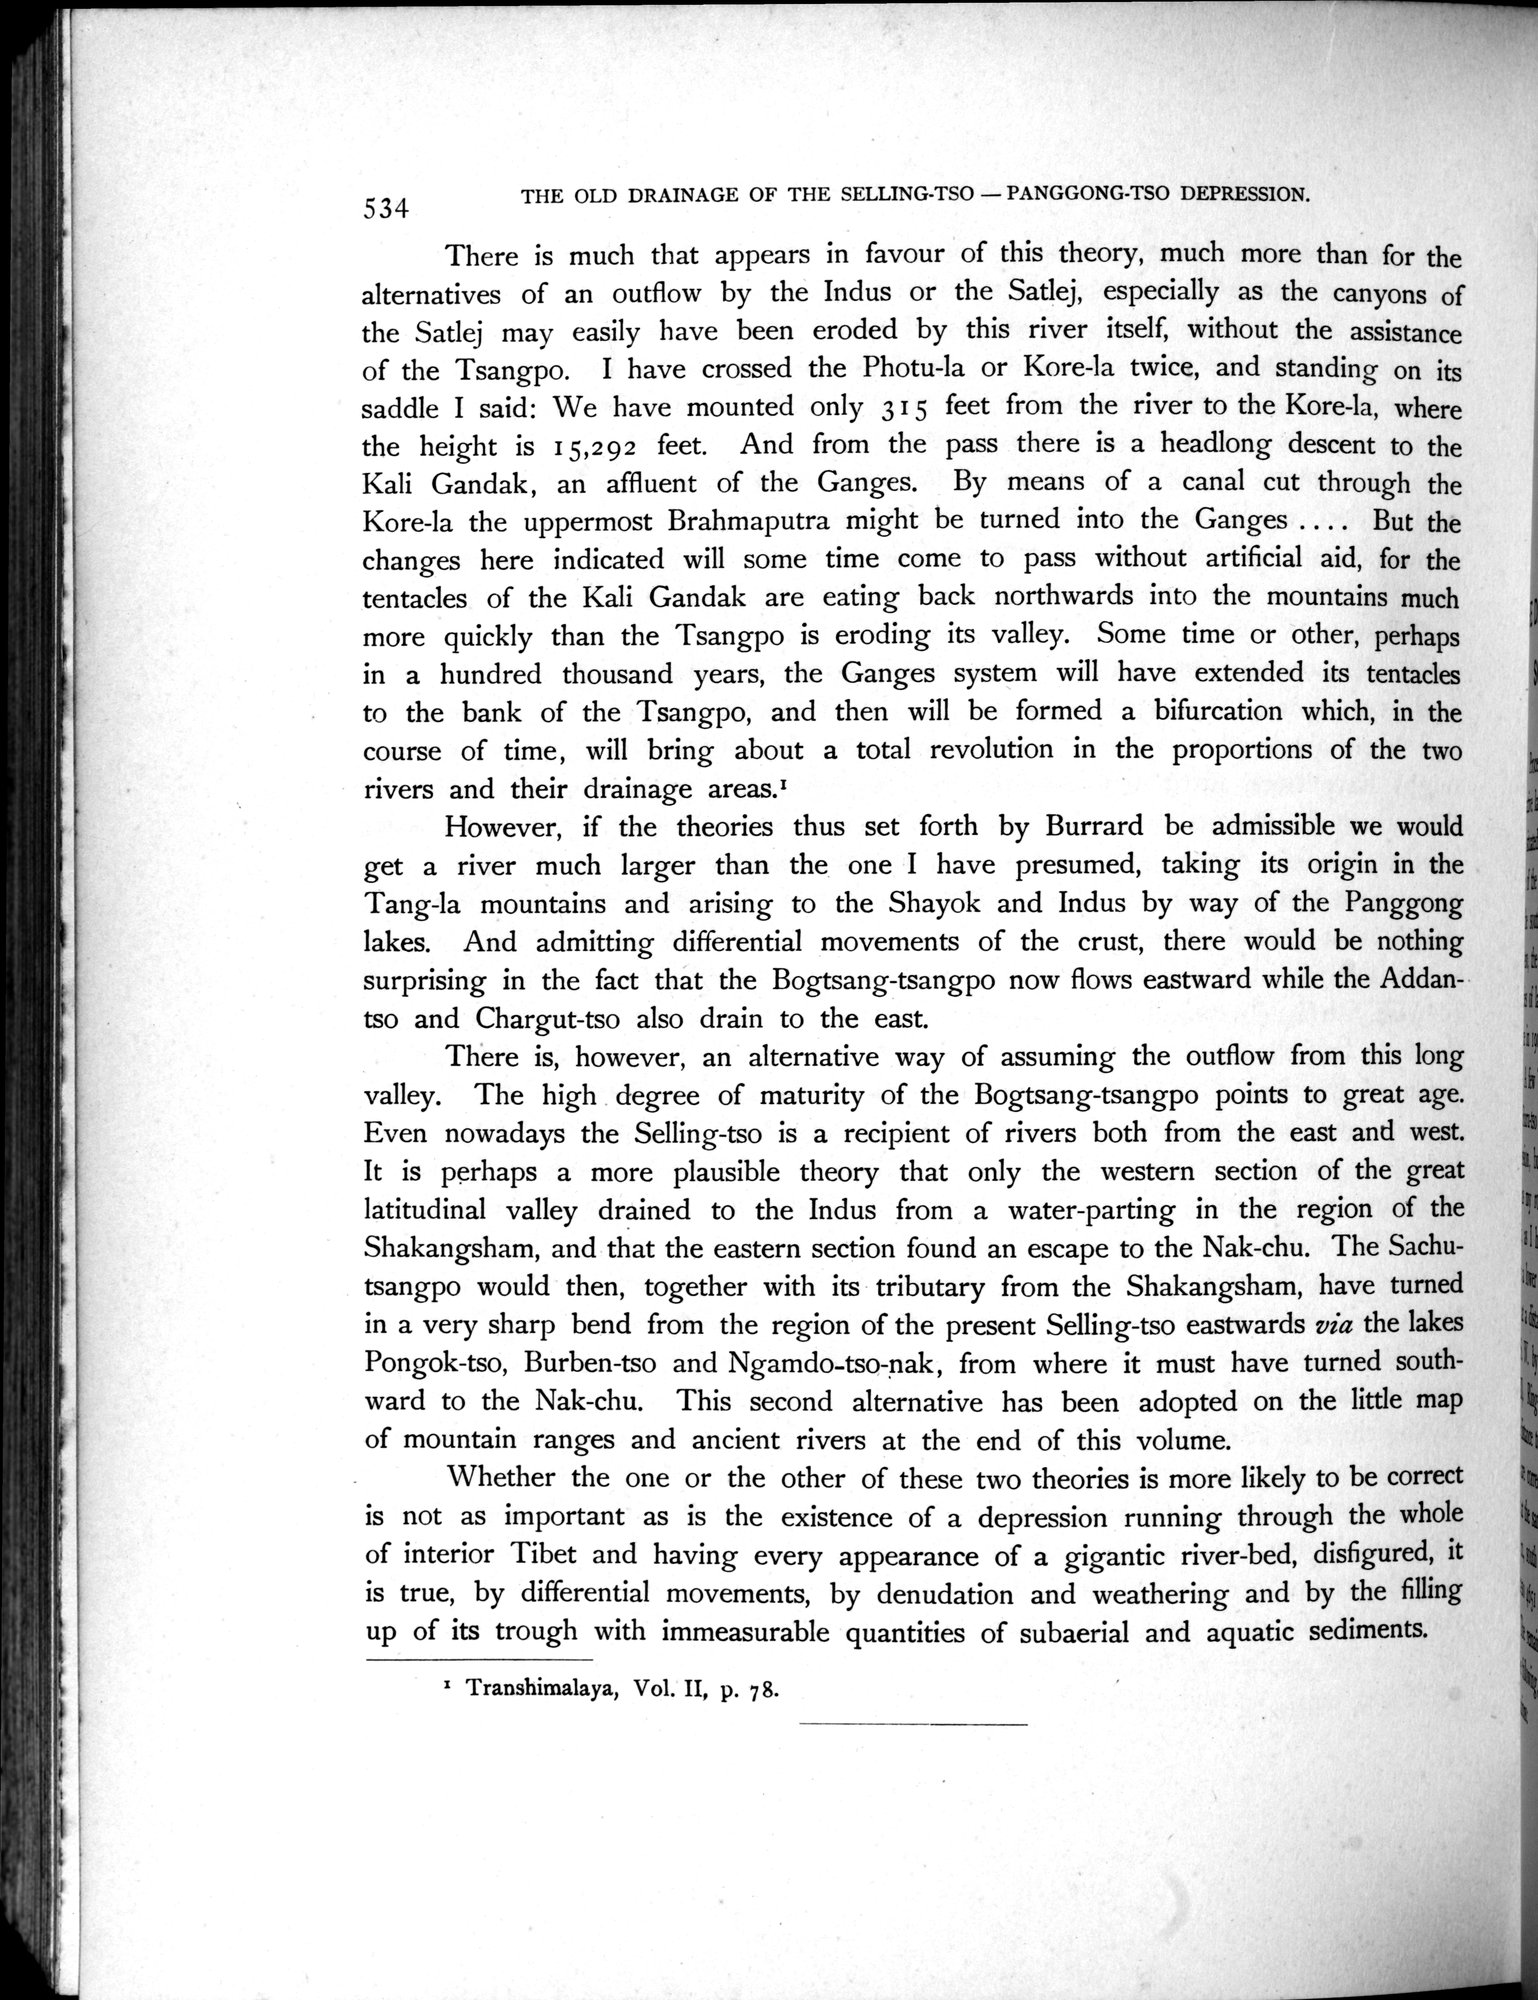 534
THE OLD DRAINAGE OF THE SELLING-TSO — PANGGONG-TSO DEPRESSION.
There is much that appears in favour of this theory, much more than for the
alternatives of an outflow by the Indus or the Satlej, especially as the canyons of
the Satlej may easily have been eroded by this river itself, without the assistance
of the Tsangpo. I have crossed the Photu-la or Kore-la twice, and standing on its
saddle I said: We have mounted only 315 feet from the river to the Kore-la, where
the height is 15,292 feet. And from the pass there is a headlong descent to the
Kali Gandak, an affluent of the Ganges. By means of a canal cut through the
Kore-la the uppermost Brahmaputra might be turned into the Ganges .... But the
changes here indicated will some time come to pass without artificial aid, for the
tentacles of the Kali Gandak are eating back northwards into the mountains much
more quickly than the Tsangpo is eroding its valley. Some time or other, perhaps
in a hundred thousand years, the Ganges system will have extended its tentacles
to the bank of the Tsangpo, and then will be formed a bifurcation which, in the
course of time, will bring about a total revolution in the proportions of the two
rivers and their drainage areas.¹
However, if the theories thus set forth by Burrard be admissible we would
get a river much larger than the one I have presumed, taking its origin in the
Tang-la mountains and arising to the Shayok and Indus by way of the Panggong
lakes. And admitting differential movements of the crust, there would be nothing
surprising in the fact that the Bogtsang-tsangpo now flows eastward while the Addan-
tso and Chargut-tso also drain to the east.
There is, however, an alternative way of assuming the outflow from this long
valley. The high degree of maturity of the Bogtsang-tsangpo points to great age.
Even nowadays the Selling-tso is a recipient of rivers both from the east and west.
It is perhaps a more plausible theory that only the western section of the great
latitudinal valley drained to the Indus from a water-parting in the region of the
Shakangsham, and that the eastern section found an escape to the Nak-chu. The Sachu-
tsangpo would then, together with its tributary from the Shakangsham, have turned
in a very sharp bend from the region of the present Selling-tso eastwards via the lakes
Pongok-tso, Burben-tso and Ngamdo-tso-nak, from where it must have turned south-
ward to the Nak-chu. This second alternative has been adopted on the little map
of mountain ranges and ancient rivers at the end of this volume.
Whether the one or the other of these two theories is more likely to be correct
is not as important as is the existence of a depression running through the whole
of interior Tibet and having every appearance of a gigantic river-bed, disfigured, it
is true, by differential movements, by denudation and weathering and by the filling
up of its trough with immeasurable quantities of subaerial and aquatic sediments.
¹ Transhimalaya, Vol. II, p. 78.